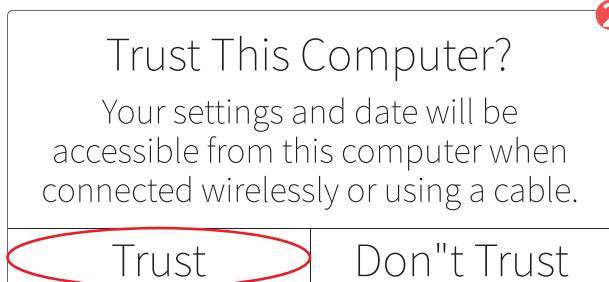 Trust This Computer?
Your settings and date will be
accessible from this computer when
connected wirelessly or using a cable.
Trust
Don"t Trust